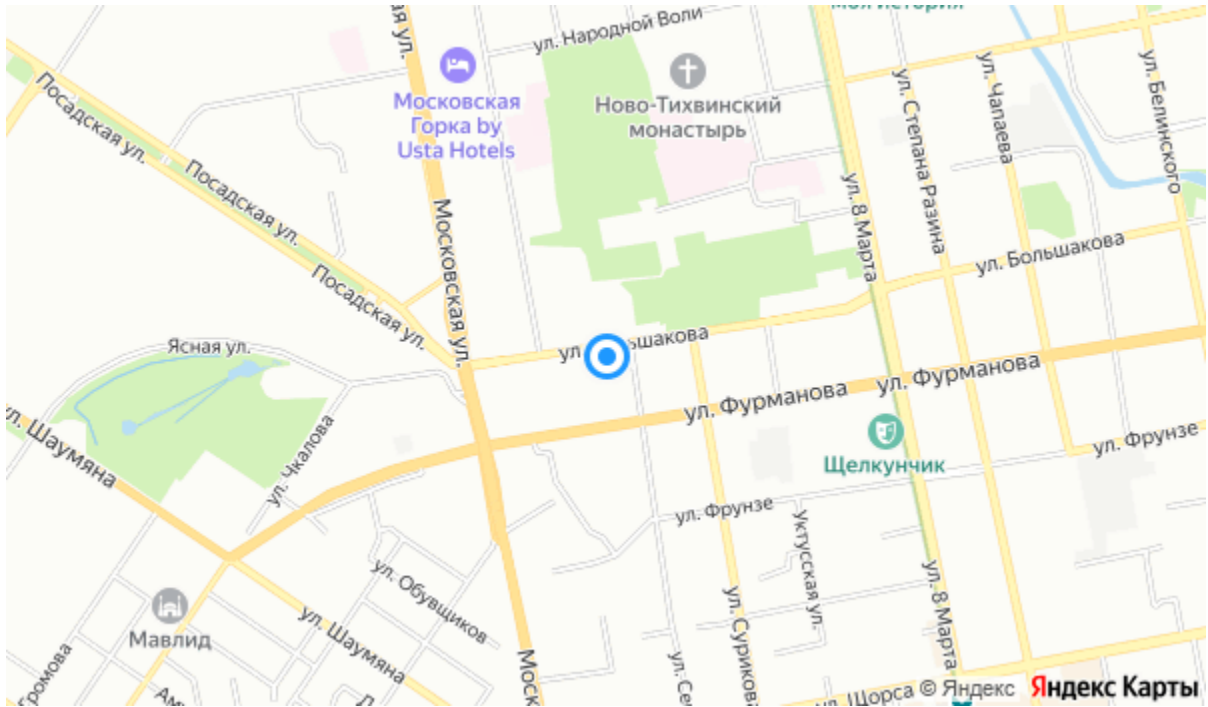 ул. Народной Воли
моя история
Посадская ул.
Московская
Горка by
Usta Hotels
Ново-Тихвинский
монастырь
ул. Степана Разина
ул. Чапаева
ул. Белинского
ул. 8 Марта
Посадская ул.
Московская ул.
Посадская ул.
ул. Большакова
Ясная ул.
ул. Шаумяна
ул. Чкалова
ул. Фурманова
ул. Фурманова
Щелкунчик
ул. Фрунзе
ул. Фрунзе
Уктусская ул.
ул. Обувщиков
ул. Шаумяна
Мавлид
Громова
ул. Сурикова
ул. 8 Марта
ул. Щорса
© Яндекс Яндекс Карты